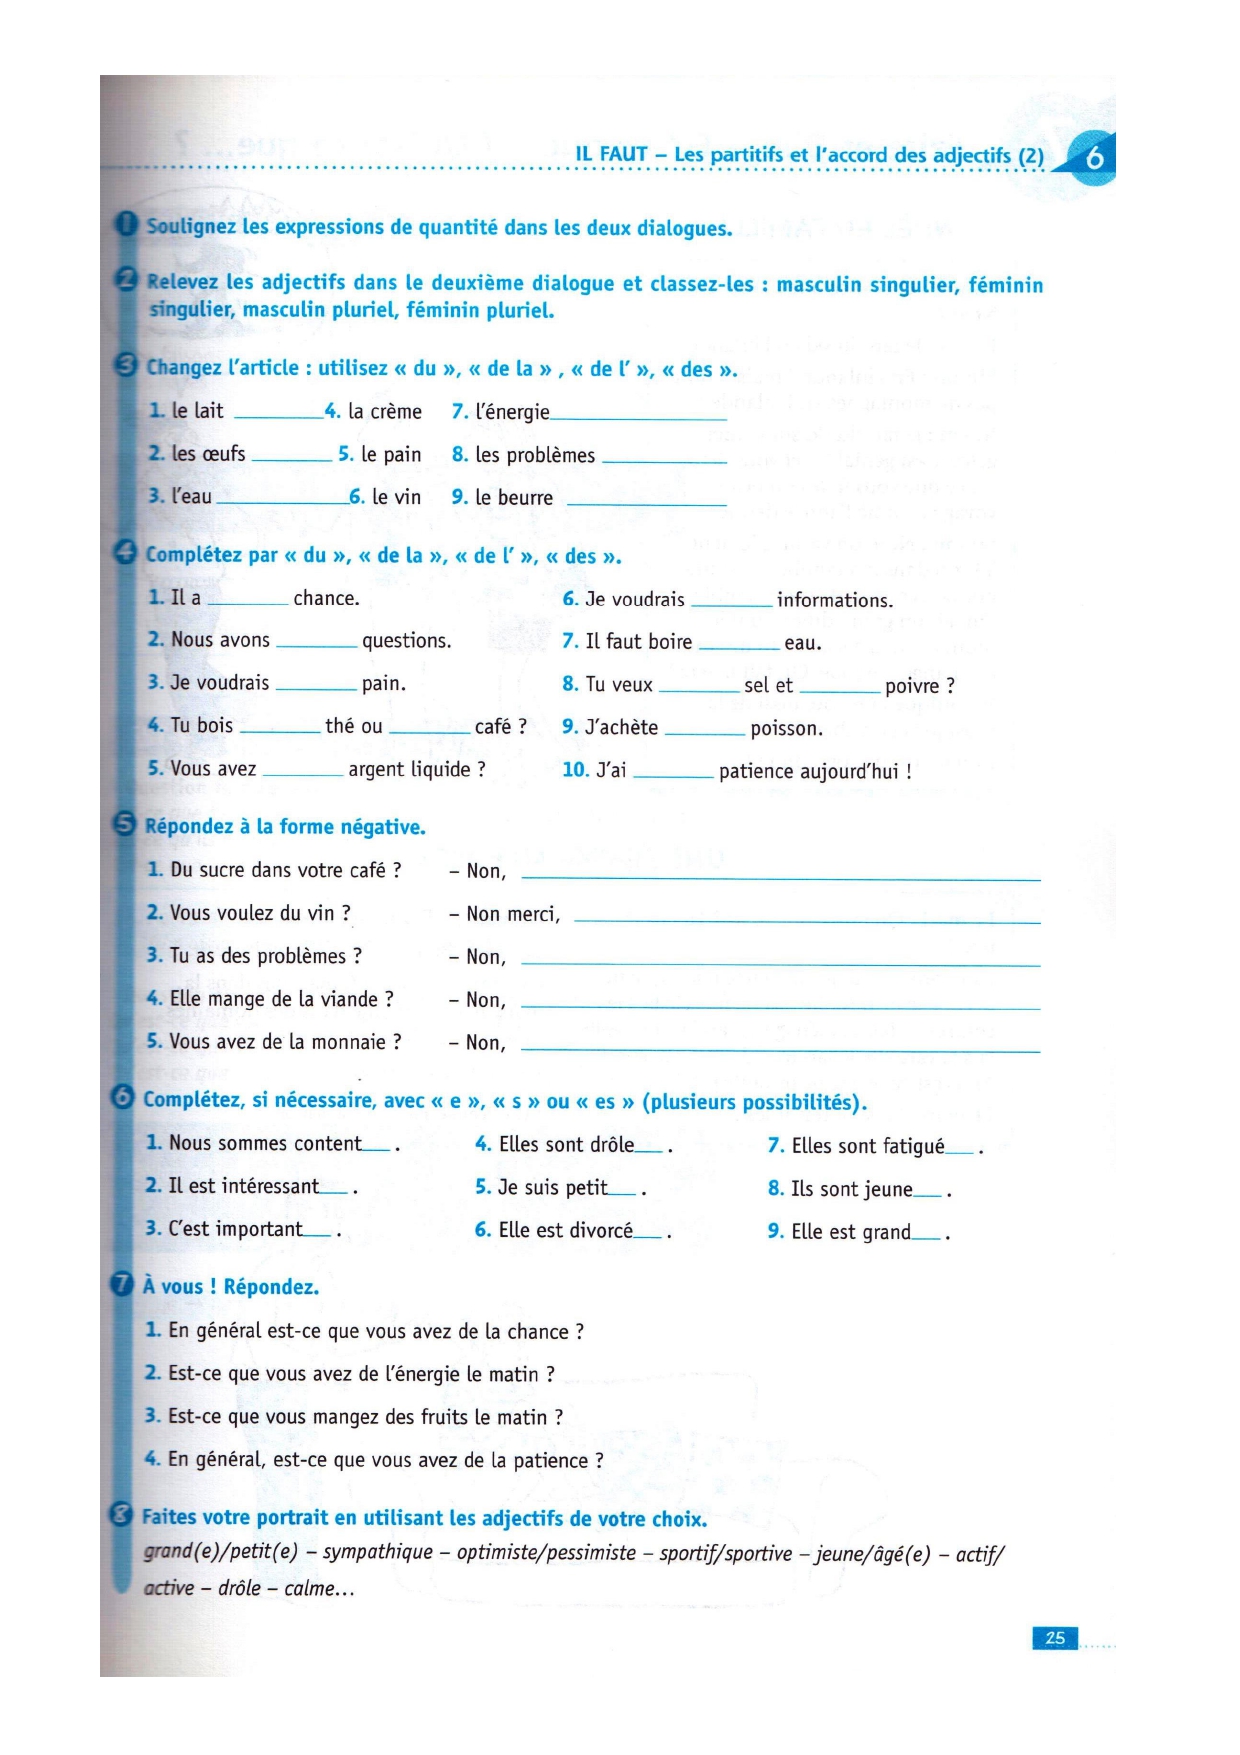 IL FAUT – Les partitifs et l'accord des adjectifs (2) 6
1 Soulignez les expressions de quantité dans les deux dialogues.
2 Relevez les adjectifs dans le deuxième dialogue et classez-les : masculin singulier, féminin
singulier, masculin pluriel, féminin pluriel.
3 Changez l'article : utilisez « du », « de la » , « de l' », « des ».
1. le lait ________ 4. la crème 7. l'énergie ________
2. les œufs ________ 5. le pain 8. les problèmes ________
3. l'eau ________ 6. le vin 9. le beurre ________
4 Complétez par « du », « de la », « de l' », « des ».
1. Il a ________ chance. 6. Je voudrais ________ informations.
2. Nous avons ________ questions. 7. Il faut boire ________ eau.
3. Je voudrais ________ pain. 8. Tu veux ________ sel et ________ poivre ?
4. Tu bois ________ thé ou ________ café ? 9. J'achète ________ poisson.
5. Vous avez ________ argent liquide ? 10. J'ai ________ patience aujourd'hui !
5 Répondez à la forme négative.
1. Du sucre dans votre café ? – Non, ________
2. Vous voulez du vin ? – Non merci, ________
3. Tu as des problèmes ? – Non, ________
4. Elle mange de la viande ? – Non, ________
5. Vous avez de la monnaie ? – Non, ________
6 Complétez, si nécessaire, avec « e », « s » ou « es » (plusieurs possibilités).
1. Nous sommes content___ . 4. Elles sont drôle___ . 7. Elles sont fatigué___ .
2. Il est intéressant___ . 5. Je suis petit___ . 8. Ils sont jeune___ .
3. C'est important___ . 6. Elle est divorcé___ . 9. Elle est grand___ .
7 À vous ! Répondez.
1. En général est-ce que vous avez de la chance ?
2. Est-ce que vous avez de l'énergie le matin ?
3. Est-ce que vous mangez des fruits le matin ?
4. En général, est-ce que vous avez de la patience ?
8 Faites votre portrait en utilisant les adjectifs de votre choix.
grand(e)/petit(e) – sympathique – optimiste/pessimiste – sportif/sportive – jeune/âgé(e) – actif/
active – drôle – calme...
25